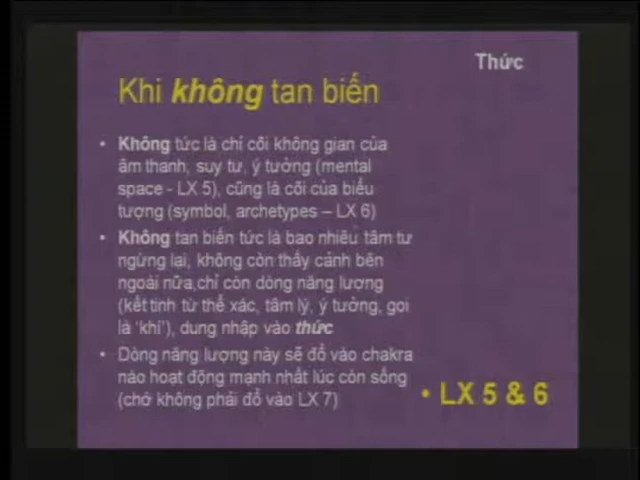 Thức
Khi không tan biến
• Không tức là chỉ cõi không gian của
âm thanh, suy tư, ý tưởng (mental
space - LX 5), cũng là cõi của biểu
tượng (symbol, archetypes – LX 6)
• Không tan biến tức là bao nhiêu tâm tư
ngừng lại, không còn thấy cảnh bên
ngoài nữa,chỉ còn dòng năng lượng
(kết tinh từ thể xác, tâm lý, ý tưởng, gọi
là 'khí'), dung nhập vào thức
• Dòng năng lượng này sẽ đổ vào chakra
nào hoạt động mạnh nhất lúc còn sống
(chớ không phải đổ vào LX 7)
• LX 5 & 6